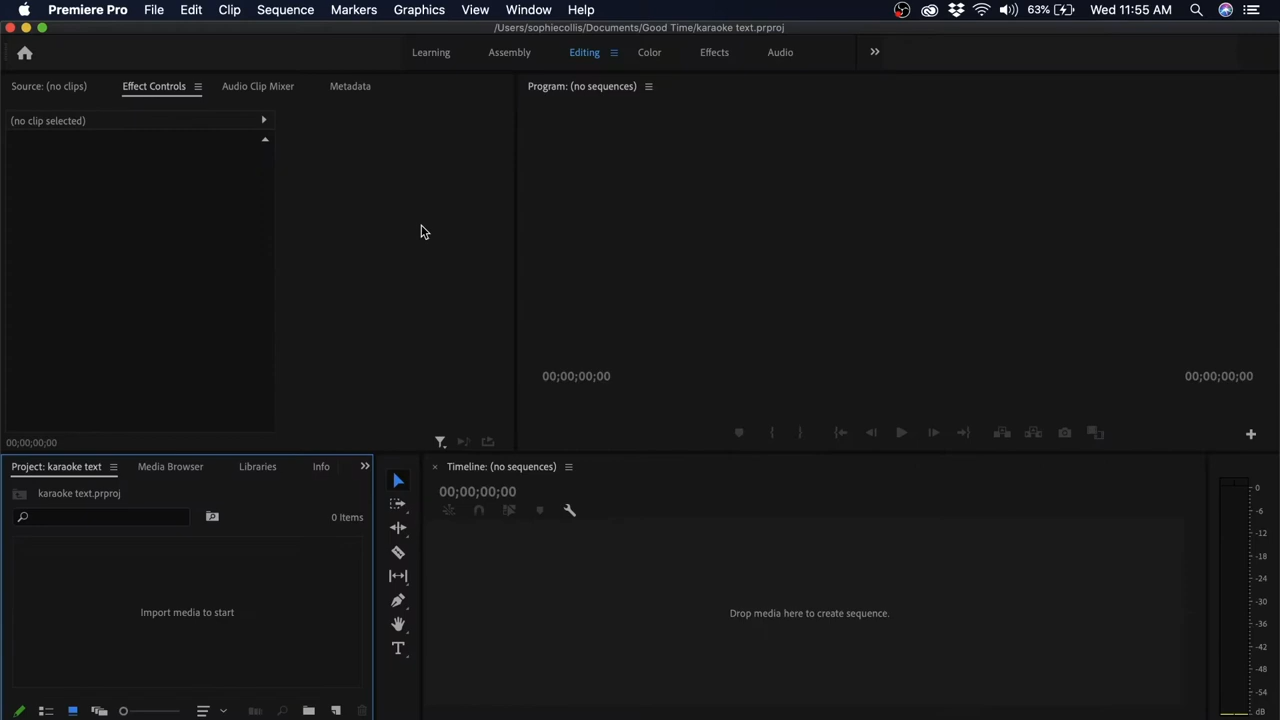 Premiere Pro File Edit Clip Sequence Markers Graphics View Window Help 63% Wed 11:55 AM
/Users/sophiecollis/Documents/Good Time/karaoke text.prproj
Learning Assembly Editing Color Effects Audio
Source: (no clips) Effect Controls Audio Clip Mixer Metadata Program: (no sequences)
(no clip selected)
00;00;00;00 00;00;00;00
00;00;00;00
Project: karaoke text Media Browser Libraries Info Timeline: (no sequences)
karaoke text.prproj 00;00;00;00
0 Items
Import media to start
Drop media here to create sequence.
T
0
-6
-12
-18
-24
-30
-36
-42
-48
-54
dB